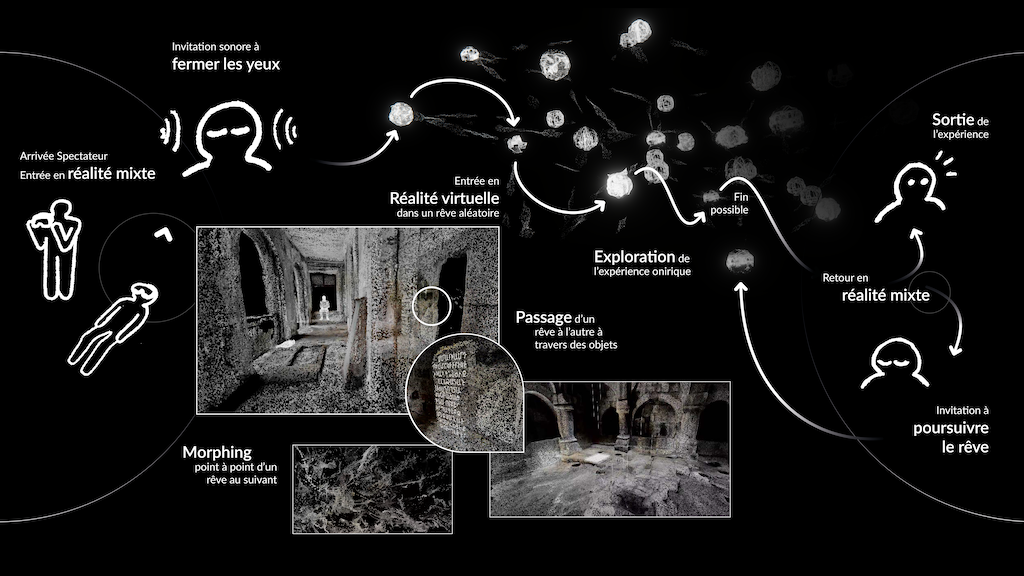 Invitation sonore à
fermer les yeux
Arrivée Spectateur
Entrée en réalité mixte
Entrée en
Réalité virtuelle
dans un rêve aléatoire
Exploration de
l'expérience onirique
Fin
possible
Sortie de
l'expérience
Retour en
réalité mixte
Passage d'un
rêve à l'autre à
travers des objets
Invitation à
poursuivre
le rêve
Morphing
point à point d'un
rêve au suivant